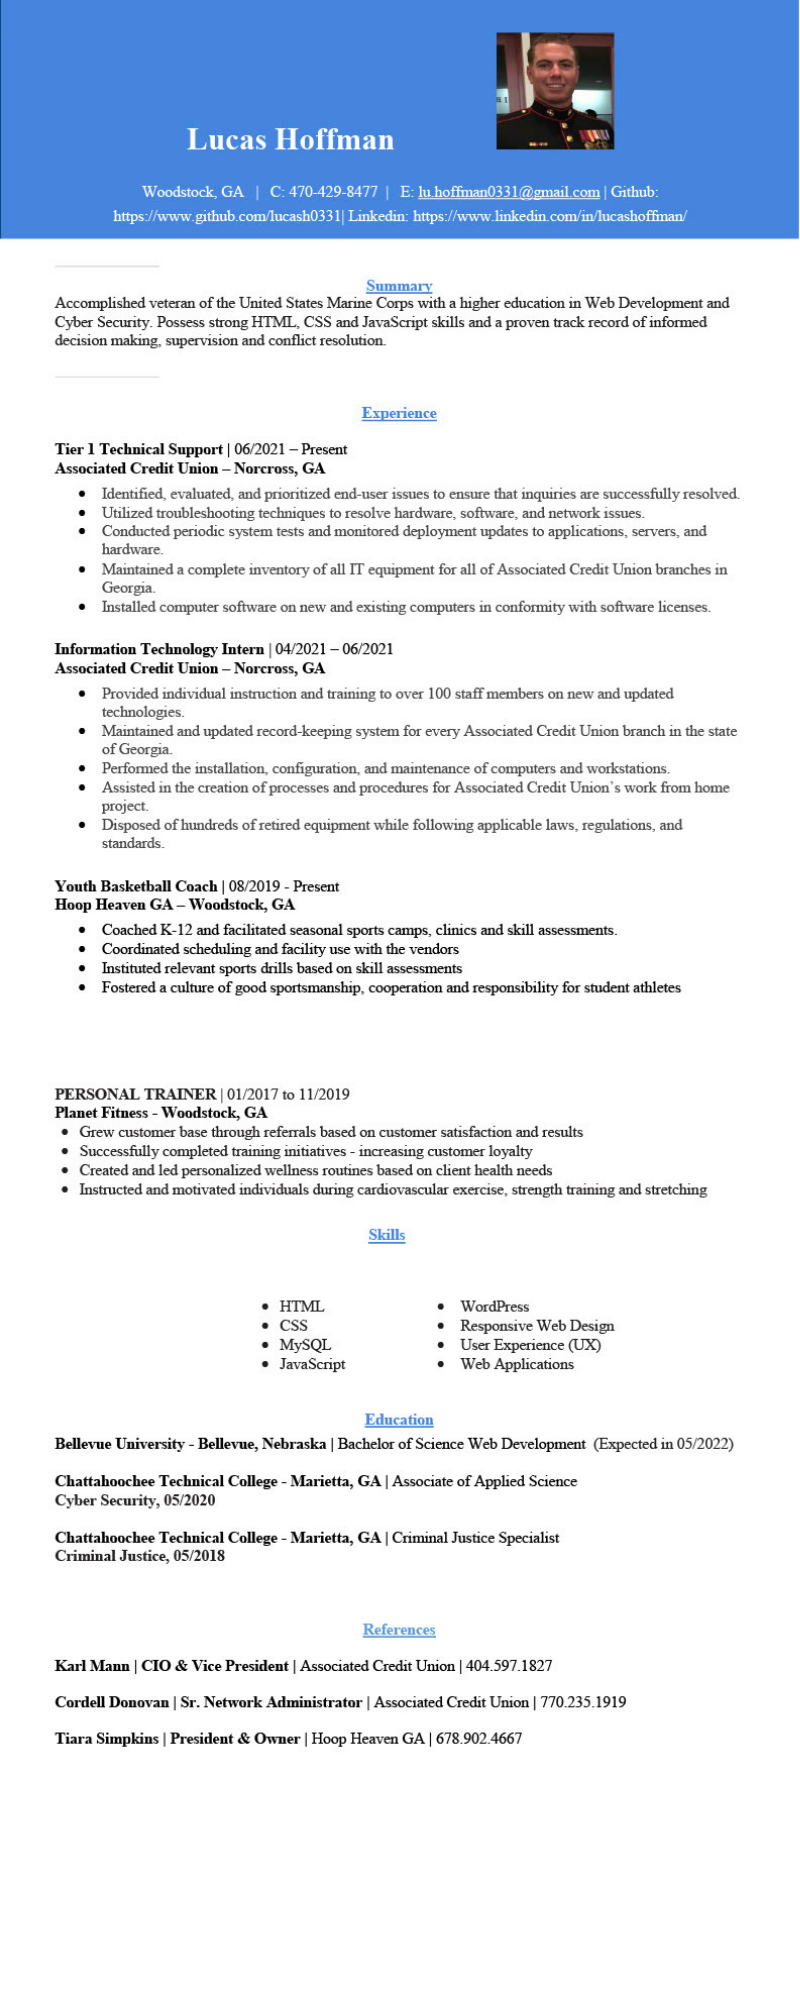 Lucas Hoffman
Woodstock, GA | C: 470-429-8477 | E: lu.hoffman0331@gmail.com | Github:
https://www.github.com/lucash0331| Linkedin: https://www.linkedin.com/in/lucashoffman/
Summary
Accomplished veteran of the United States Marine Corps with a higher education in Web Development and
Cyber Security. Possess strong HTML, CSS and JavaScript skills and a proven track record of informed
decision making, supervision and conflict resolution.
Experience
Tier 1 Technical Support | 06/2021 – Present
Associated Credit Union – Norcross, GA
• Identified, evaluated, and prioritized end-user issues to ensure that inquiries are successfully resolved.
• Utilized troubleshooting techniques to resolve hardware, software, and network issues.
• Conducted periodic system tests and monitored deployment updates to applications, servers, and
hardware.
• Maintained a complete inventory of all IT equipment for all of Associated Credit Union branches in
Georgia.
• Installed computer software on new and existing computers in conformity with software licenses.
Information Technology Intern | 04/2021 – 06/2021
Associated Credit Union – Norcross, GA
• Provided individual instruction and training to over 100 staff members on new and updated
technologies.
• Maintained and updated record-keeping system for every Associated Credit Union branch in the state
of Georgia.
• Performed the installation, configuration, and maintenance of computers and workstations.
• Assisted in the creation of processes and procedures for Associated Credit Union's work from home
project.
• Disposed of hundreds of retired equipment while following applicable laws, regulations, and
standards.
Youth Basketball Coach | 08/2019 - Present
Hoop Heaven GA – Woodstock, GA
• Coached K-12 and facilitated seasonal sports camps, clinics and skill assessments.
• Coordinated scheduling and facility use with the vendors
• Instituted relevant sports drills based on skill assessments
• Fostered a culture of good sportsmanship, cooperation and responsibility for student athletes
PERSONAL TRAINER | 01/2017 to 11/2019
Planet Fitness - Woodstock, GA
• Grew customer base through referrals based on customer satisfaction and results
• Successfully completed training initiatives - increasing customer loyalty
• Created and led personalized wellness routines based on client health needs
• Instructed and motivated individuals during cardiovascular exercise, strength training and stretching
Skills
• HTML
• CSS
• MySQL
• JavaScript
• WordPress
• Responsive Web Design
• User Experience (UX)
• Web Applications
Education
Bellevue University - Bellevue, Nebraska | Bachelor of Science Web Development (Expected in 05/2022)
Chattahoochee Technical College - Marietta, GA | Associate of Applied Science
Cyber Security, 05/2020
Chattahoochee Technical College - Marietta, GA | Criminal Justice Specialist
Criminal Justice, 05/2018
References
Karl Mann | CIO & Vice President | Associated Credit Union | 404.597.1827
Cordell Donovan | Sr. Network Administrator | Associated Credit Union | 770.235.1919
Tiara Simpkins | President & Owner | Hoop Heaven GA | 678.902.4667